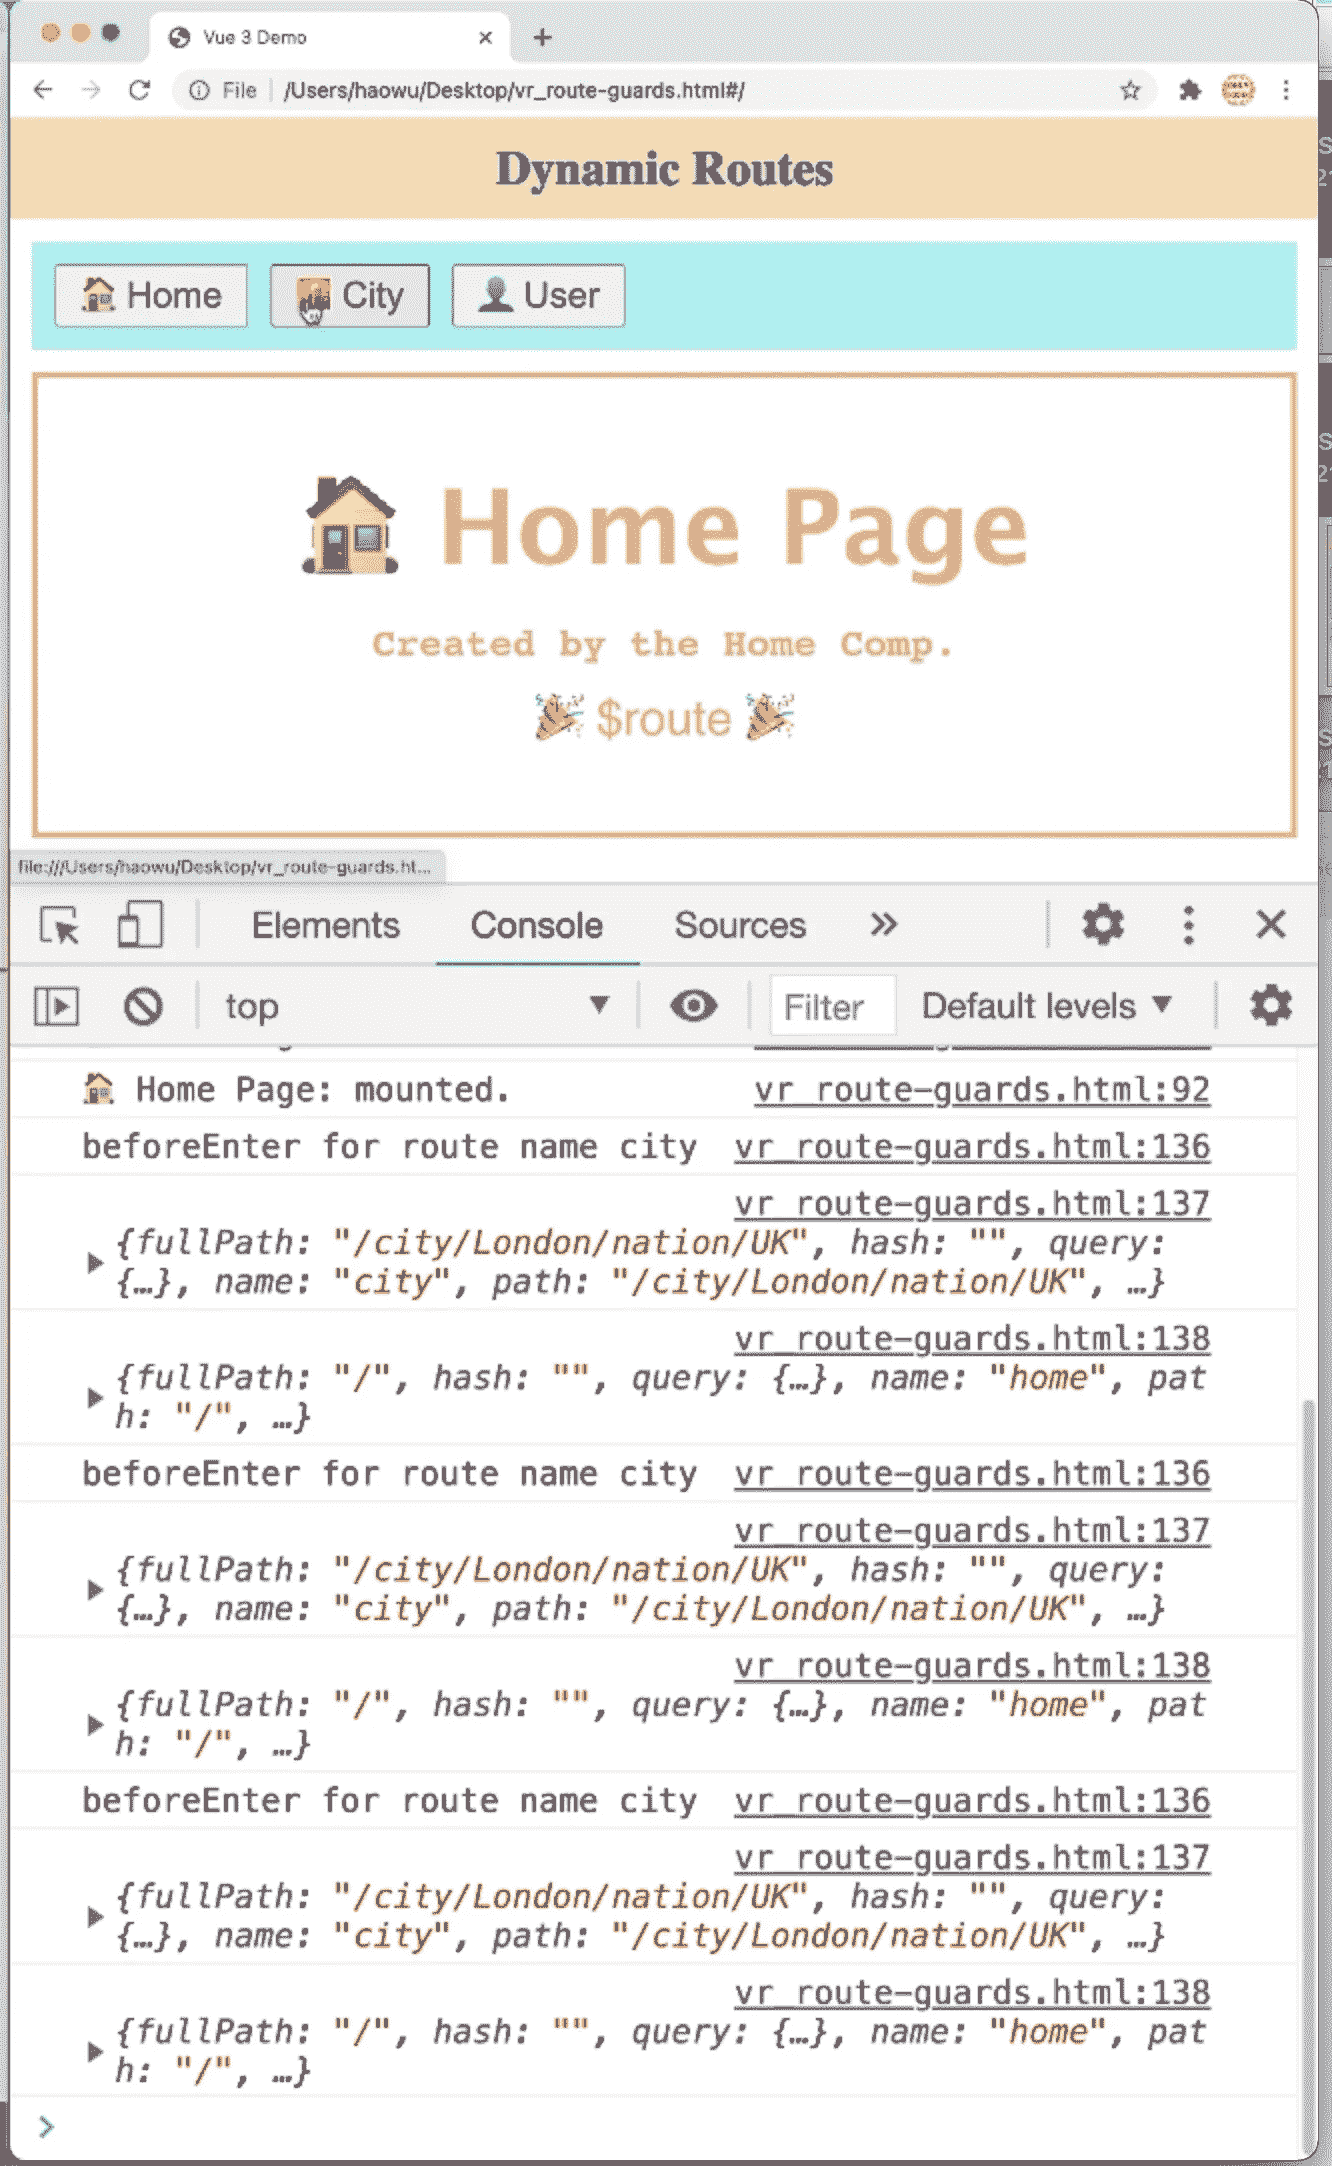 Vue 3 Demo
File /Users/haowu/Desktop/vr_route-guards.html#/
Dynamic Routes
Home City User
Home Page
Created by the Home Comp.
$route
file:///Users/haowu/Desktop/vr_route-guards.ht...
Elements Console Sources
top Filter Default levels
Home Page: mounted. vr_route-guards.html:92
beforeEnter for route name city vr_route-guards.html:136
vr_route-guards.html:137
{fullPath: "/city/London/nation/UK", hash: "", query:
{…}, name: "city", path: "/city/London/nation/UK", …}
vr_route-guards.html:138
{fullPath: "/", hash: "", query: {…}, name: "home", pat
h: "/", …}
beforeEnter for route name city vr_route-guards.html:136
vr_route-guards.html:137
{fullPath: "/city/London/nation/UK", hash: "", query:
{…}, name: "city", path: "/city/London/nation/UK", …}
vr_route-guards.html:138
{fullPath: "/", hash: "", query: {…}, name: "home", pat
h: "/", …}
beforeEnter for route name city vr_route-guards.html:136
vr_route-guards.html:137
{fullPath: "/city/London/nation/UK", hash: "", query:
{…}, name: "city", path: "/city/London/nation/UK", …}
vr_route-guards.html:138
{fullPath: "/", hash: "", query: {…}, name: "home", pat
h: "/", …}